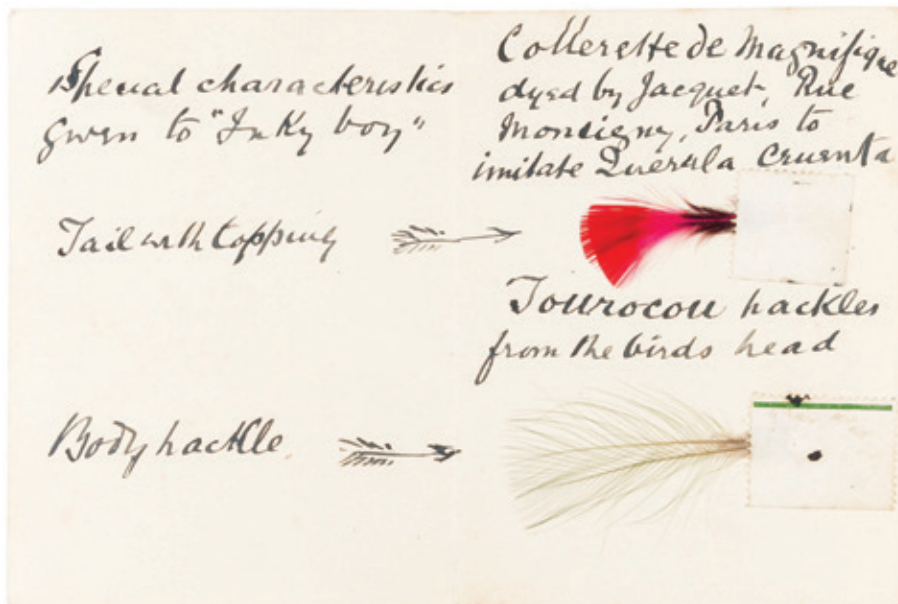 Special characteristics
given to "Inky boy"
Collerette de Magnifique
dyed by Jacquet, Rue
Monsigny, Paris to
imitate Querula Cruenta
Tail with topping
Tourocou hackles
from the birds head
Body hackle.